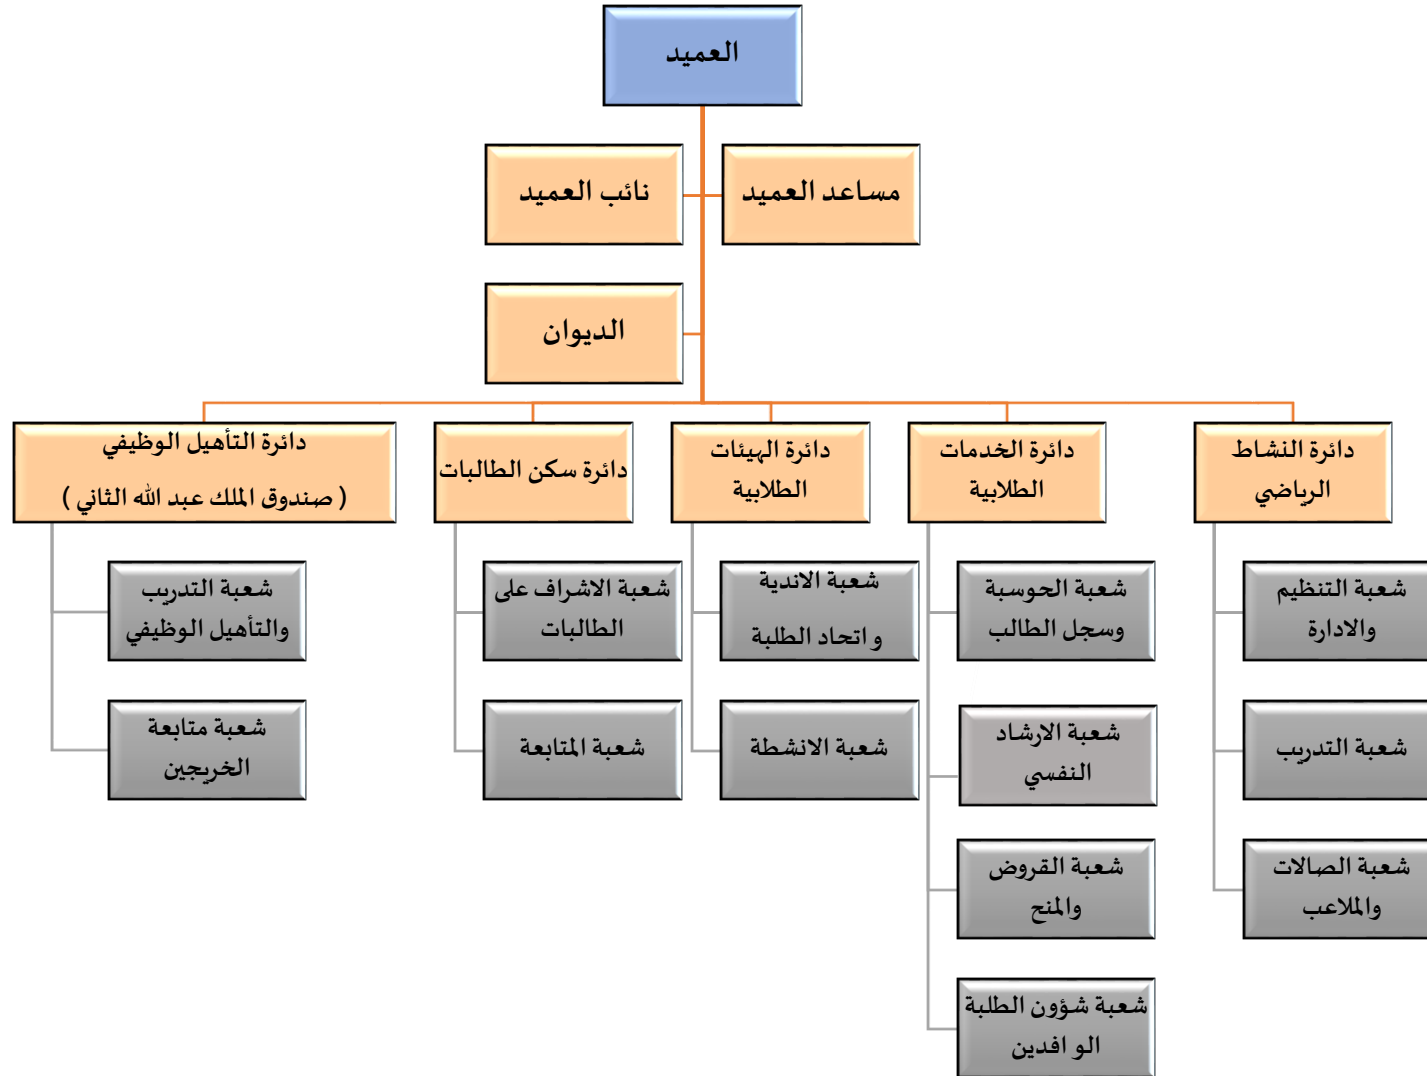 العميد
مساعد العميد
نائب العميد
الديوان
دائرة النشاط
الرياضي
دائرة الخدمات
الطلابية
دائرة الهيئات
الطلابية
دائرة سكن الطالبات
دائرة التأهيل الوظيفي
( صندوق الملك عبد الله الثاني )
شعبة التنظيم
والادارة
شعبة التدريب
شعبة الصالات
والملاعب
شعبة الحوسبة
وسجل الطالب
شعبة الارشاد
النفسي
شعبة القروض
والمنح
شعبة شؤون الطلبة
الوافدين
شعبة الاندية
واتحاد الطلبة
شعبة الانشطة
شعبة الاشراف على
الطالبات
شعبة المتابعة
شعبة التدريب
والتأهيل الوظيفي
شعبة متابعة
الخريجين